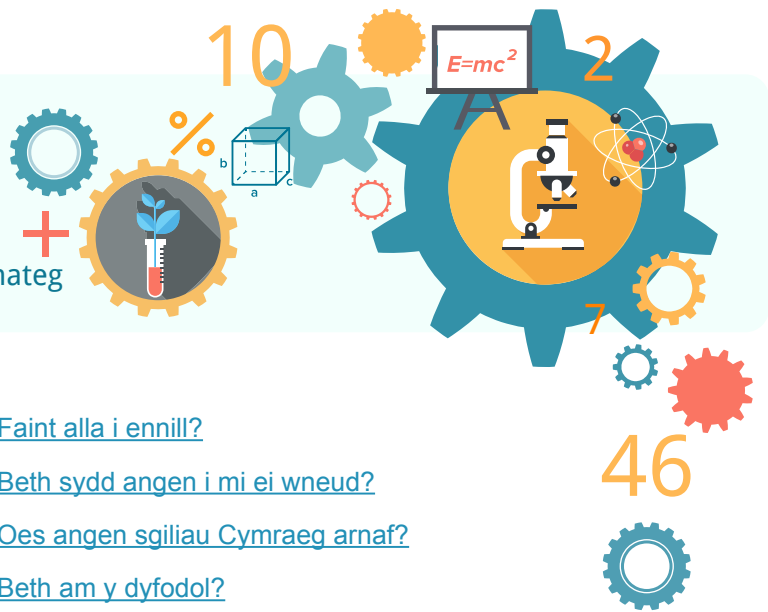 10
2
E=mc²
%
b
c
a
+
nateg
7
Faint alla i ennill?
46
Beth sydd angen i mi ei wneud?
Oes angen sgiliau Cymraeg arnaf?
Beth am y dyfodol?